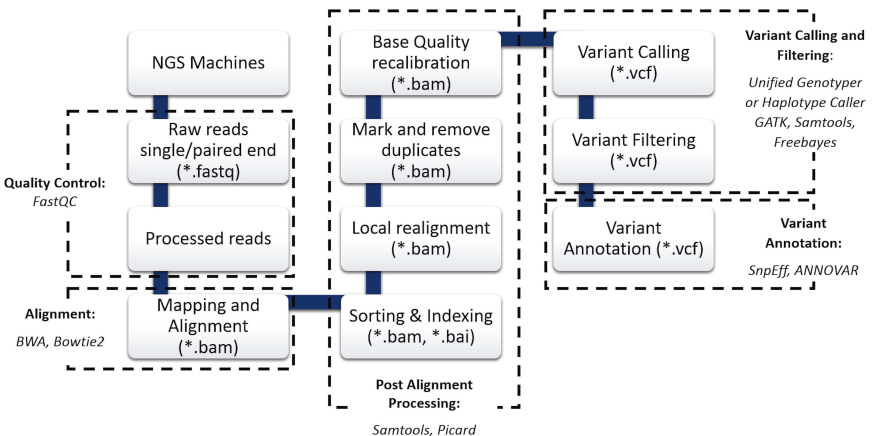 NGS Machines
Raw reads
single/paired end
(*.fastq)
Processed reads
Quality Control:
FastQC
Mapping and
Alignment
(*.bam)
Alignment:
BWA, Bowtie2
Base Quality
recalibration
(*.bam)
Mark and remove
duplicates
(*.bam)
Local realignment
(*.bam)
Sorting & Indexing
(*.bam, *.bai)
Post Alignment
Processing:
Samtools, Picard
Variant Calling
(*.vcf)
Variant Filtering
(*.vcf)
Variant
Annotation (*.vcf)
Variant Calling and
Filtering:
Unified Genotyper
or Haplotype Caller
GATK, Samtools,
Freebayes
Variant
Annotation:
SnpEff, ANNOVAR